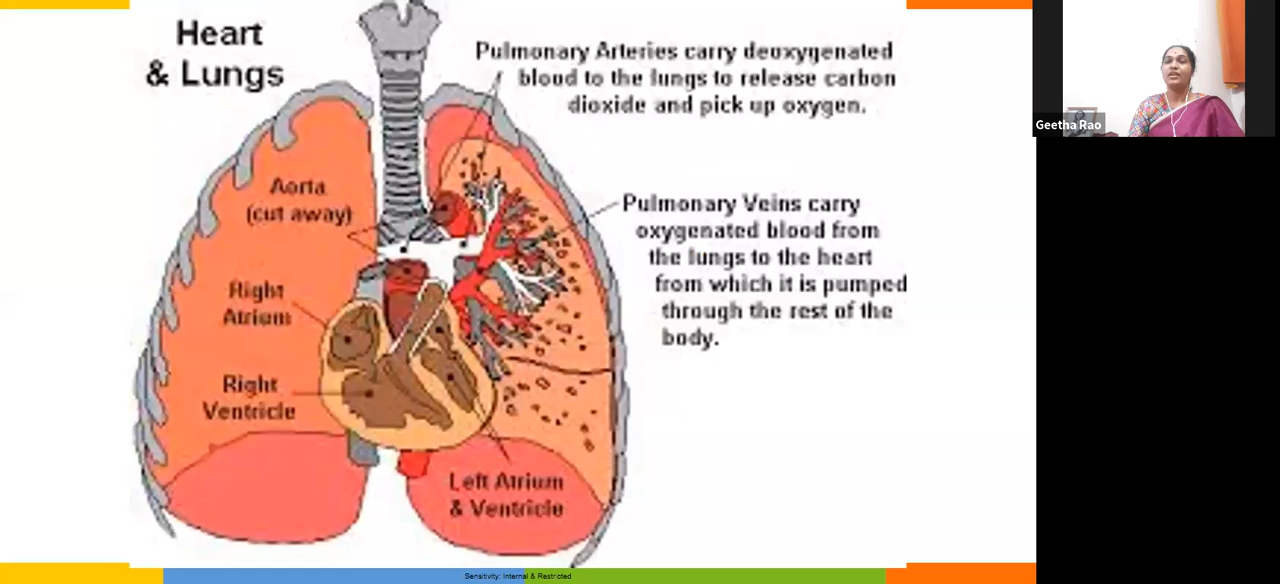 Heart
& Lungs
Pulmonary Arteries carry deoxygenated
blood to the lungs to release carbon
dioxide and pick up oxygen.
Aorta
(cut away)
Pulmonary Veins carry
oxygenated blood from
the lungs to the heart
from which it is pumped
through the rest of the
body.
Right
Atrium
Right
Ventricle
Left Atrium
& Ventricle
Geetha Rao
Sensitivity: Internal & Restricted